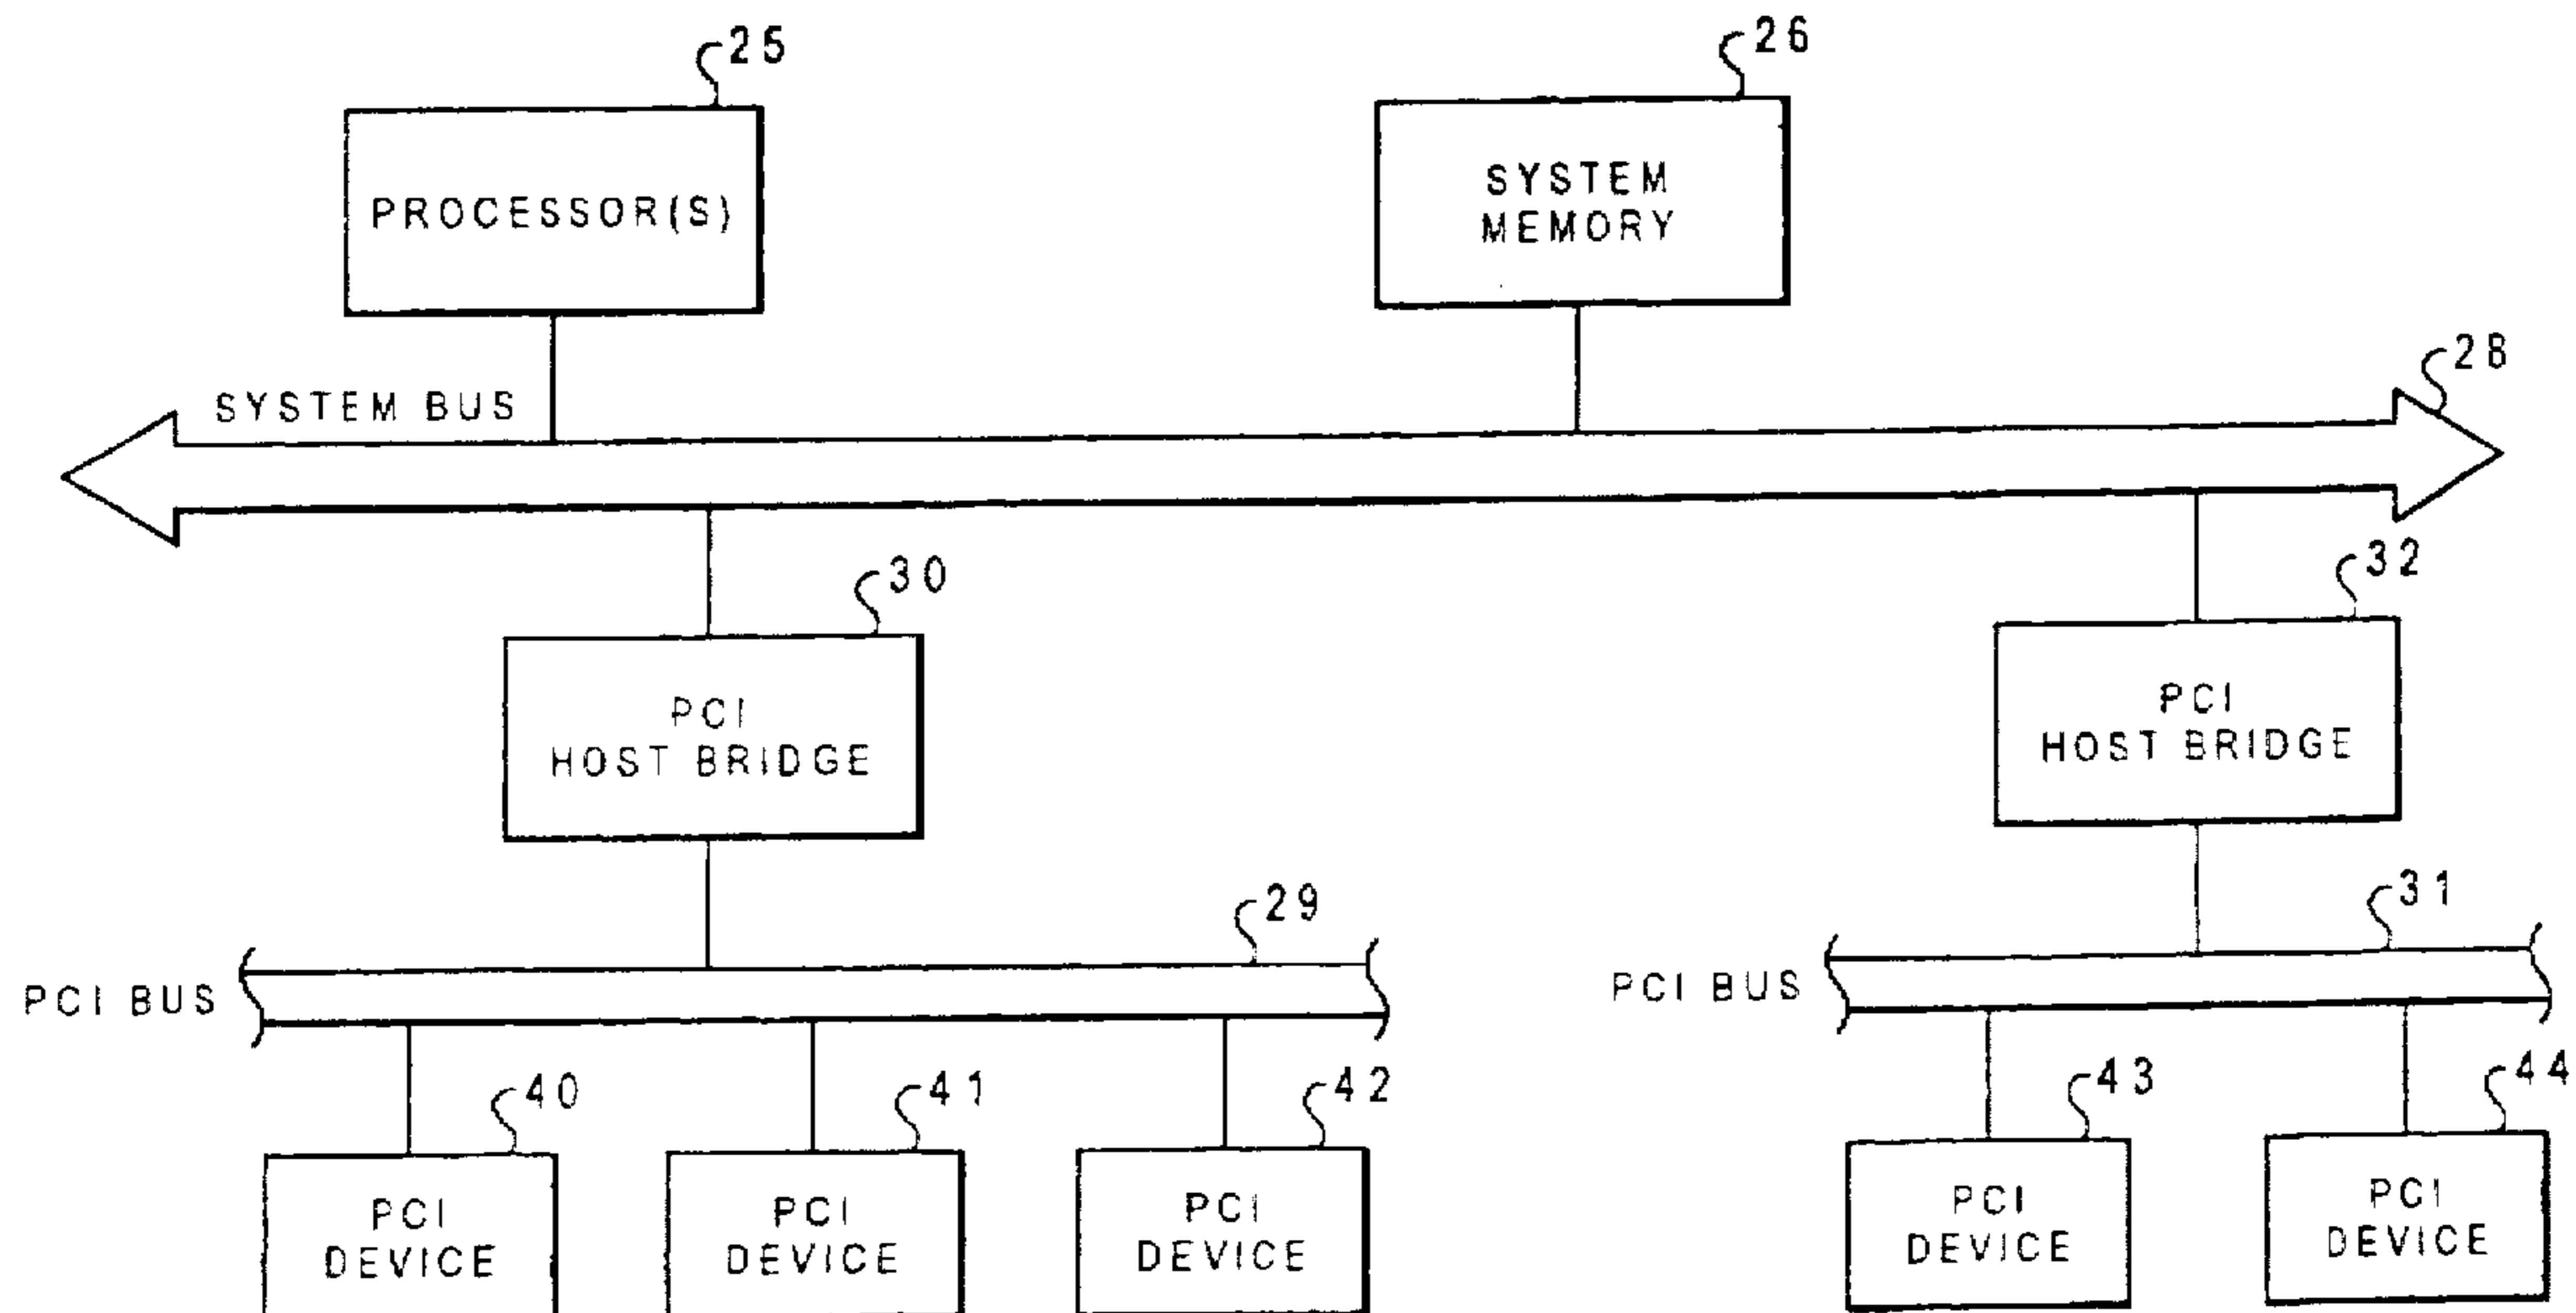 25
26
PROCESSOR(S)
SYSTEM
MEMORY
28
SYSTEM BUS
30
32
PCI
HOST BRIDGE
PCI
HOST BRIDGE
29
31
PCI BUS
PCI BUS
40
41
42
43
44
PCI
DEVICE
PCI
DEVICE
PCI
DEVICE
PCI
DEVICE
PCI
DEVICE